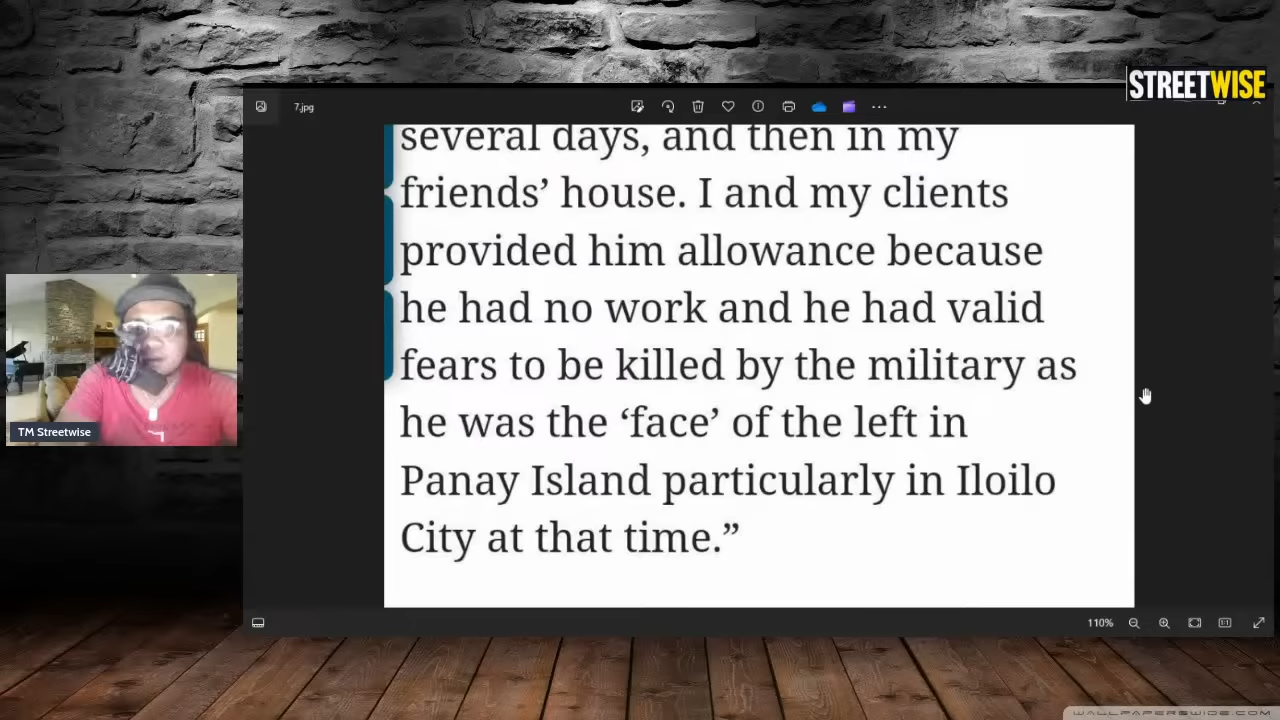 STREETWISE
7.jpg
several days, and then in my
friends’ house. I and my clients
provided him allowance because
he had no work and he had valid
fears to be killed by the military as
he was the ‘face’ of the left in
Panay Island particularly in Iloilo
City at that time.”
TM Streetwise
110%
WALLPAPERSWIDE.COM